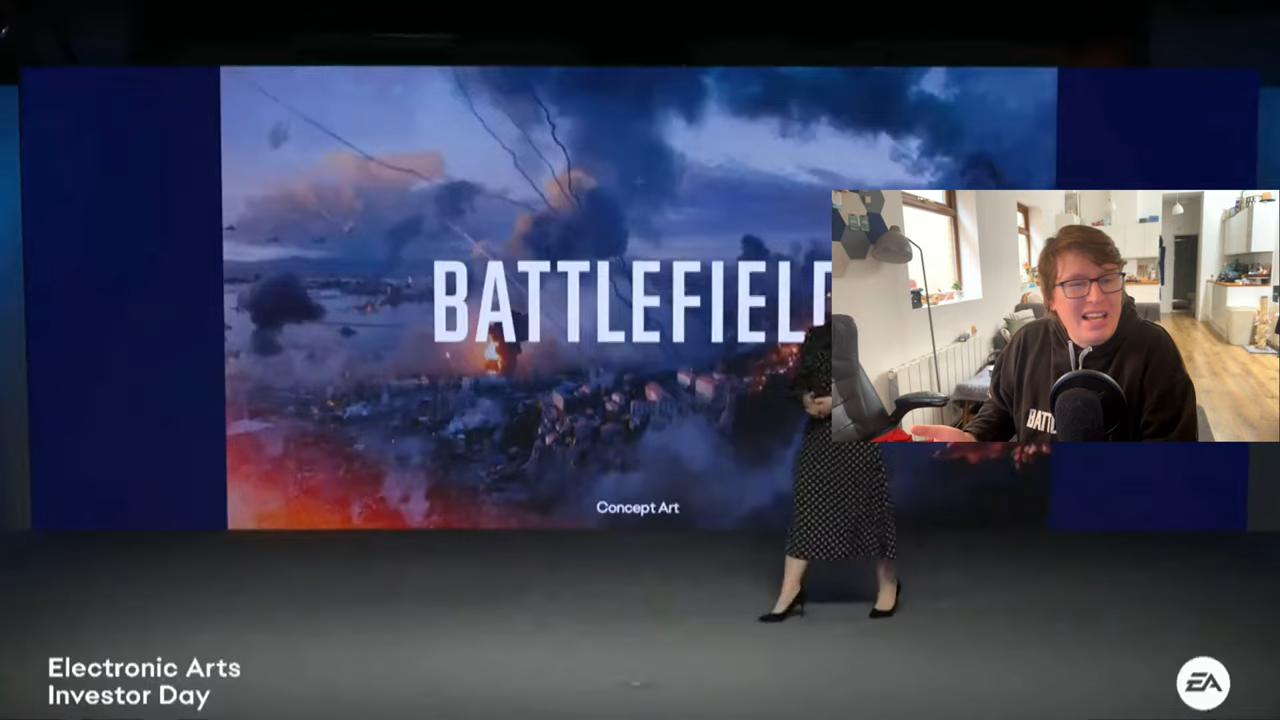 BATTLEFIELD
BATTL
Concept Art
Electronic Arts
Investor Day
EA